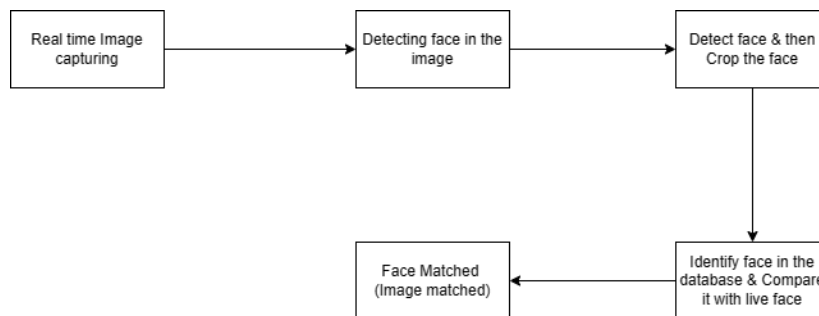 Real time Image
capturing
Detecting face in the
image
Detect face & then
Crop the face
Identify face in the
database & Compare
it with live face
Face Matched
(Image matched)